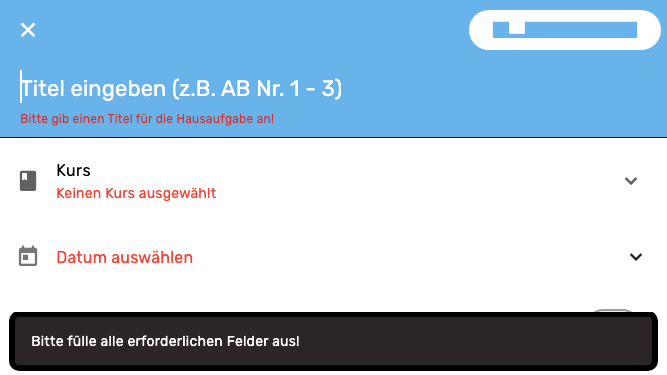 Titel eingeben (z.B. AB Nr. 1 - 3)
Bitte gib einen Titel für die Hausaufgabe an!
Kurs
Keinen Kurs ausgewählt
Datum auswählen
Bitte fülle alle erforderlichen Felder aus!